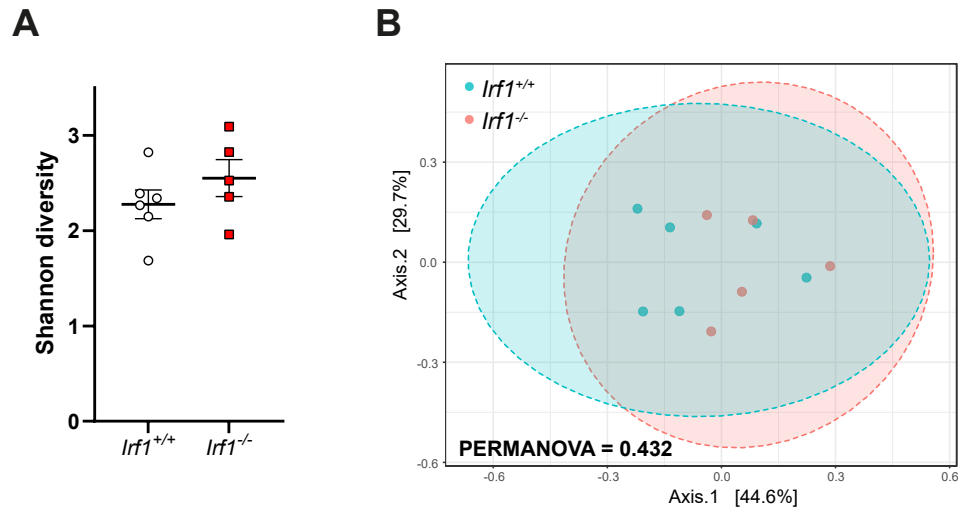 A
Shannon diversity
3
2
1
0
Irf1+/+ Irf1-/-
B
Irf1+/+
Irf1-/-
Axis.2 [29.7%]
0.3
0.0
-0.3
-0.6
PERMANOVA = 0.432
-0.6 -0.3 0.0 0.3 0.6
Axis.1 [44.6%]